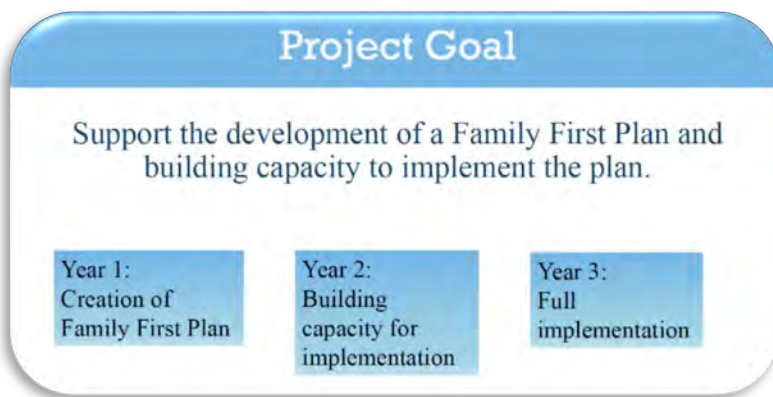 Project Goal
Support the development of a Family First Plan and
building capacity to implement the plan.
Year 1:
Creation of
Family First Plan
Year 2:
Building
capacity for
implementation
Year 3:
Full
implementation